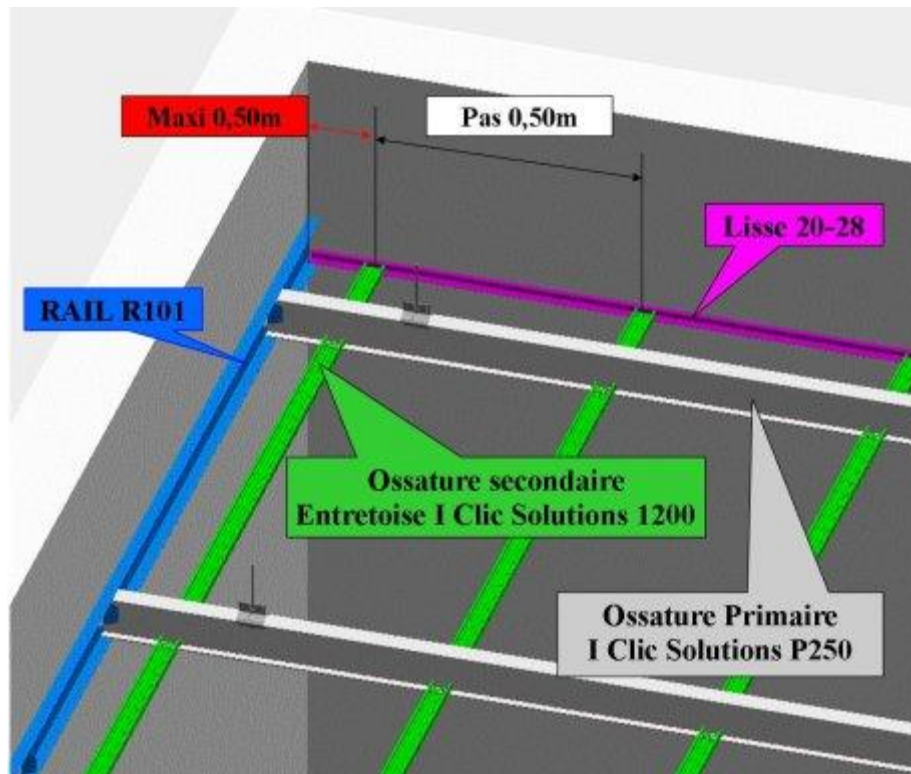 Maxi 0,50m
Pas 0,50m
Lisse 20-28
RAIL R101
Ossature secondaire
Entretoise I Clic Solutions 1200
Ossature Primaire
I Clic Solutions P250